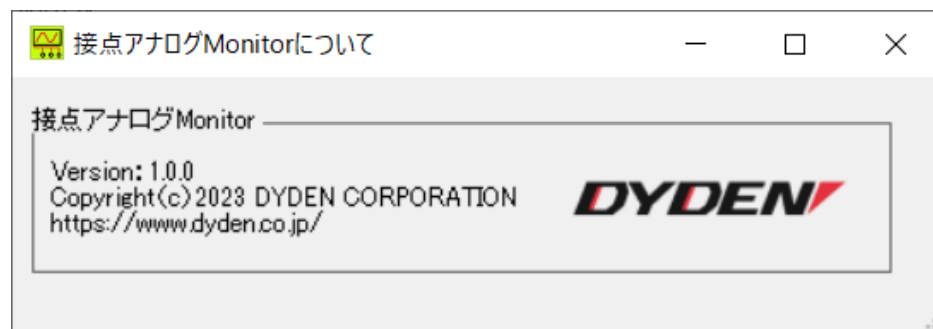 接点アナログMonitorについて
接点アナログMonitor
Version: 1.0.0
Copyright(c)2023 DYDEN CORPORATION
https://www.dyden.co.jp/
DYDEN